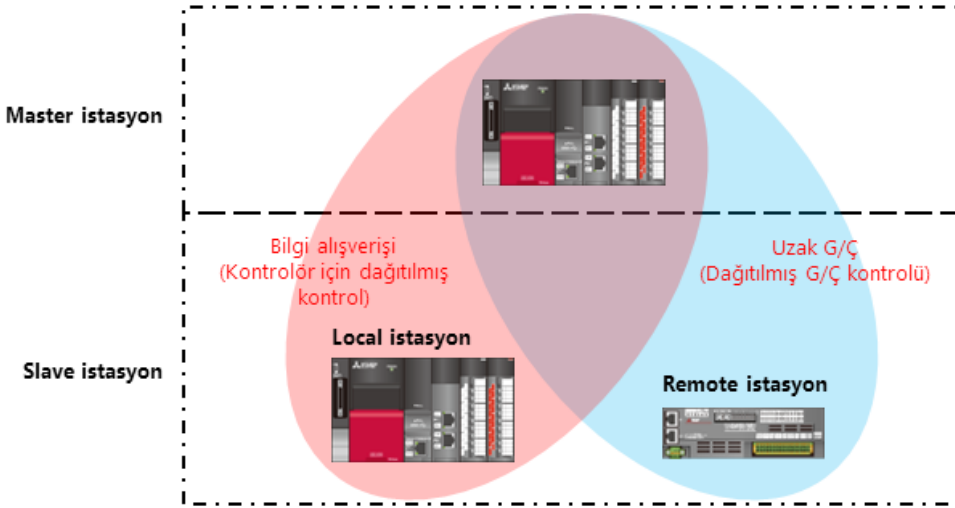 Master istasyon
Bilgi alışverişi
(Kontrolör için dağıtılmış
kontrol)
Uzak G/Ç
(Dağıtılmış G/Ç kontrolü)
Local istasyon
Slave istasyon
Remote istasyon